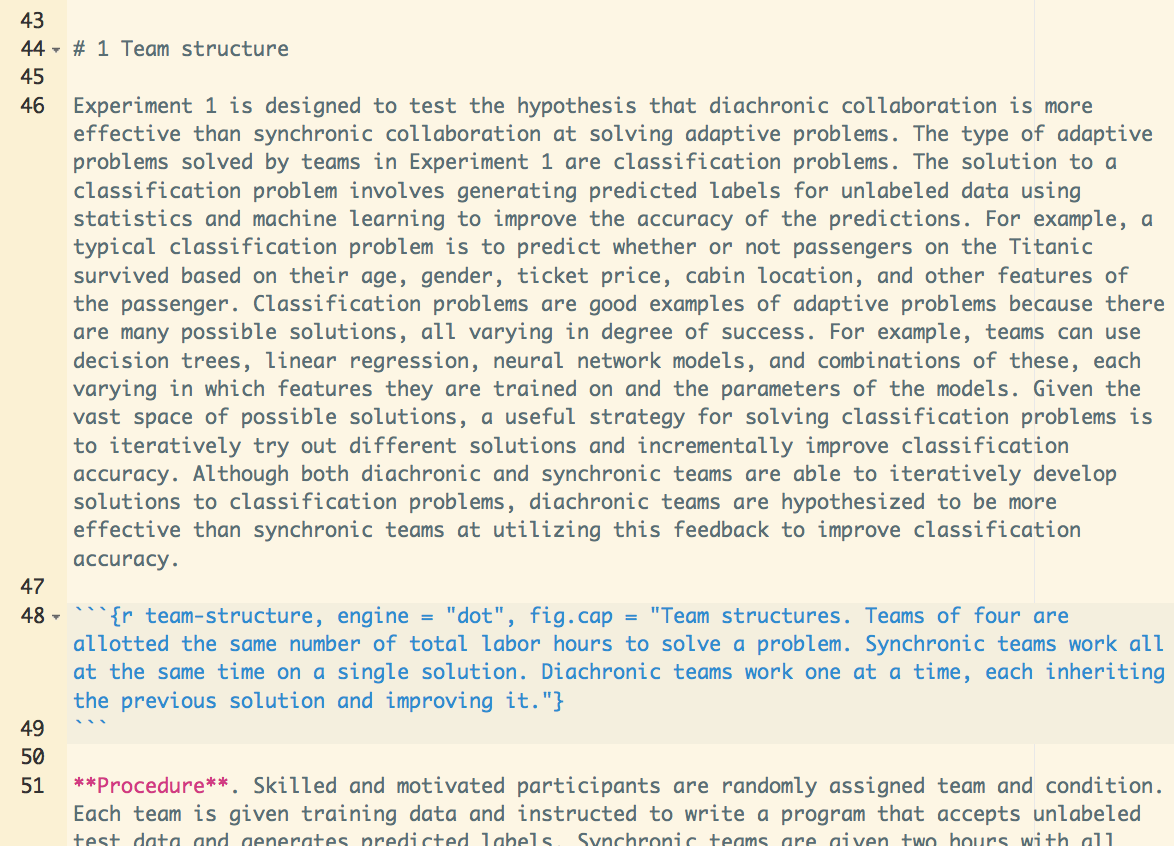 43
44 # 1 Team structure
45
46 Experiment 1 is designed to test the hypothesis that diachronic collaboration is more
effective than synchronic collaboration at solving adaptive problems. The type of adaptive
problems solved by teams in Experiment 1 are classification problems. The solution to a
classification problem involves generating predicted labels for unlabeled data using
statistics and machine learning to improve the accuracy of the predictions. For example, a
typical classification problem is to predict whether or not passengers on the Titanic
survived based on their age, gender, ticket price, cabin location, and other features of
the passenger. Classification problems are good examples of adaptive problems because there
are many possible solutions, all varying in degree of success. For example, teams can use
decision trees, linear regression, neural network models, and combinations of these, each
varying in which features they are trained on and the parameters of the models. Given the
vast space of possible solutions, a useful strategy for solving classification problems is
to iteratively try out different solutions and incrementally improve classification
accuracy. Although both diachronic and synchronic teams are able to iteratively develop
solutions to classification problems, diachronic teams are hypothesized to be more
effective than synchronic teams at utilizing this feedback to improve classification
accuracy.
47
48 ```{r team-structure, engine = "dot", fig.cap = "Team structures. Teams of four are
allotted the same number of total labor hours to solve a problem. Synchronic teams work all
at the same time on a single solution. Diachronic teams work one at a time, each inheriting
the previous solution and improving it."}
49 ```
50
51 **Procedure**. Skilled and motivated participants are randomly assigned team and condition.
Each team is given training data and instructed to write a program that accepts unlabeled
test data and generates predicted labels. Synchronic teams are given two hours with all